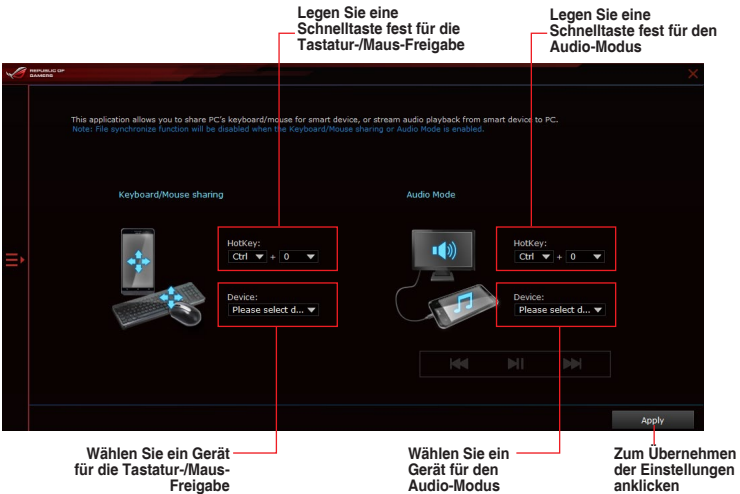 Legen Sie eine
Schnelltaste fest für die
Tastatur-/Maus-Freigabe
Legen Sie eine
Schnelltaste fest für den
Audio-Modus
REPUBLIC OF
GAMERS
This application allows you to share PC's keyboard/mouse for smart device, or stream audio playback from smart device to PC.
Note: File synchronize function will be disabled when the Keyboard/Mouse sharing or Audio Mode is enabled.
Keyboard/Mouse sharing
HotKey:
Ctrl + 0
Device:
Please select d...
Audio Mode
HotKey:
Ctrl + 0
Device:
Please select d...
Apply
Wählen Sie ein Gerät
für die Tastatur-/Maus-
Freigabe
Wählen Sie ein
Gerät für den
Audio-Modus
Zum Übernehmen
der Einstellungen
anklicken